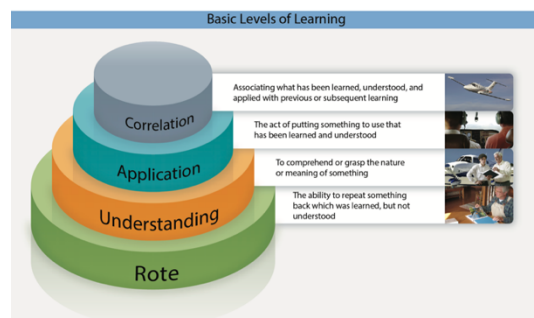 Basic Levels of Learning
Correlation
Associating what has been learned, understood, and
applied with previous or subsequent learning
Application
The act of putting something to use that
has been learned and understood
Understanding
To comprehend or grasp the nature
or meaning of something
Rote
The ability to repeat something
back which was learned, but not
understood